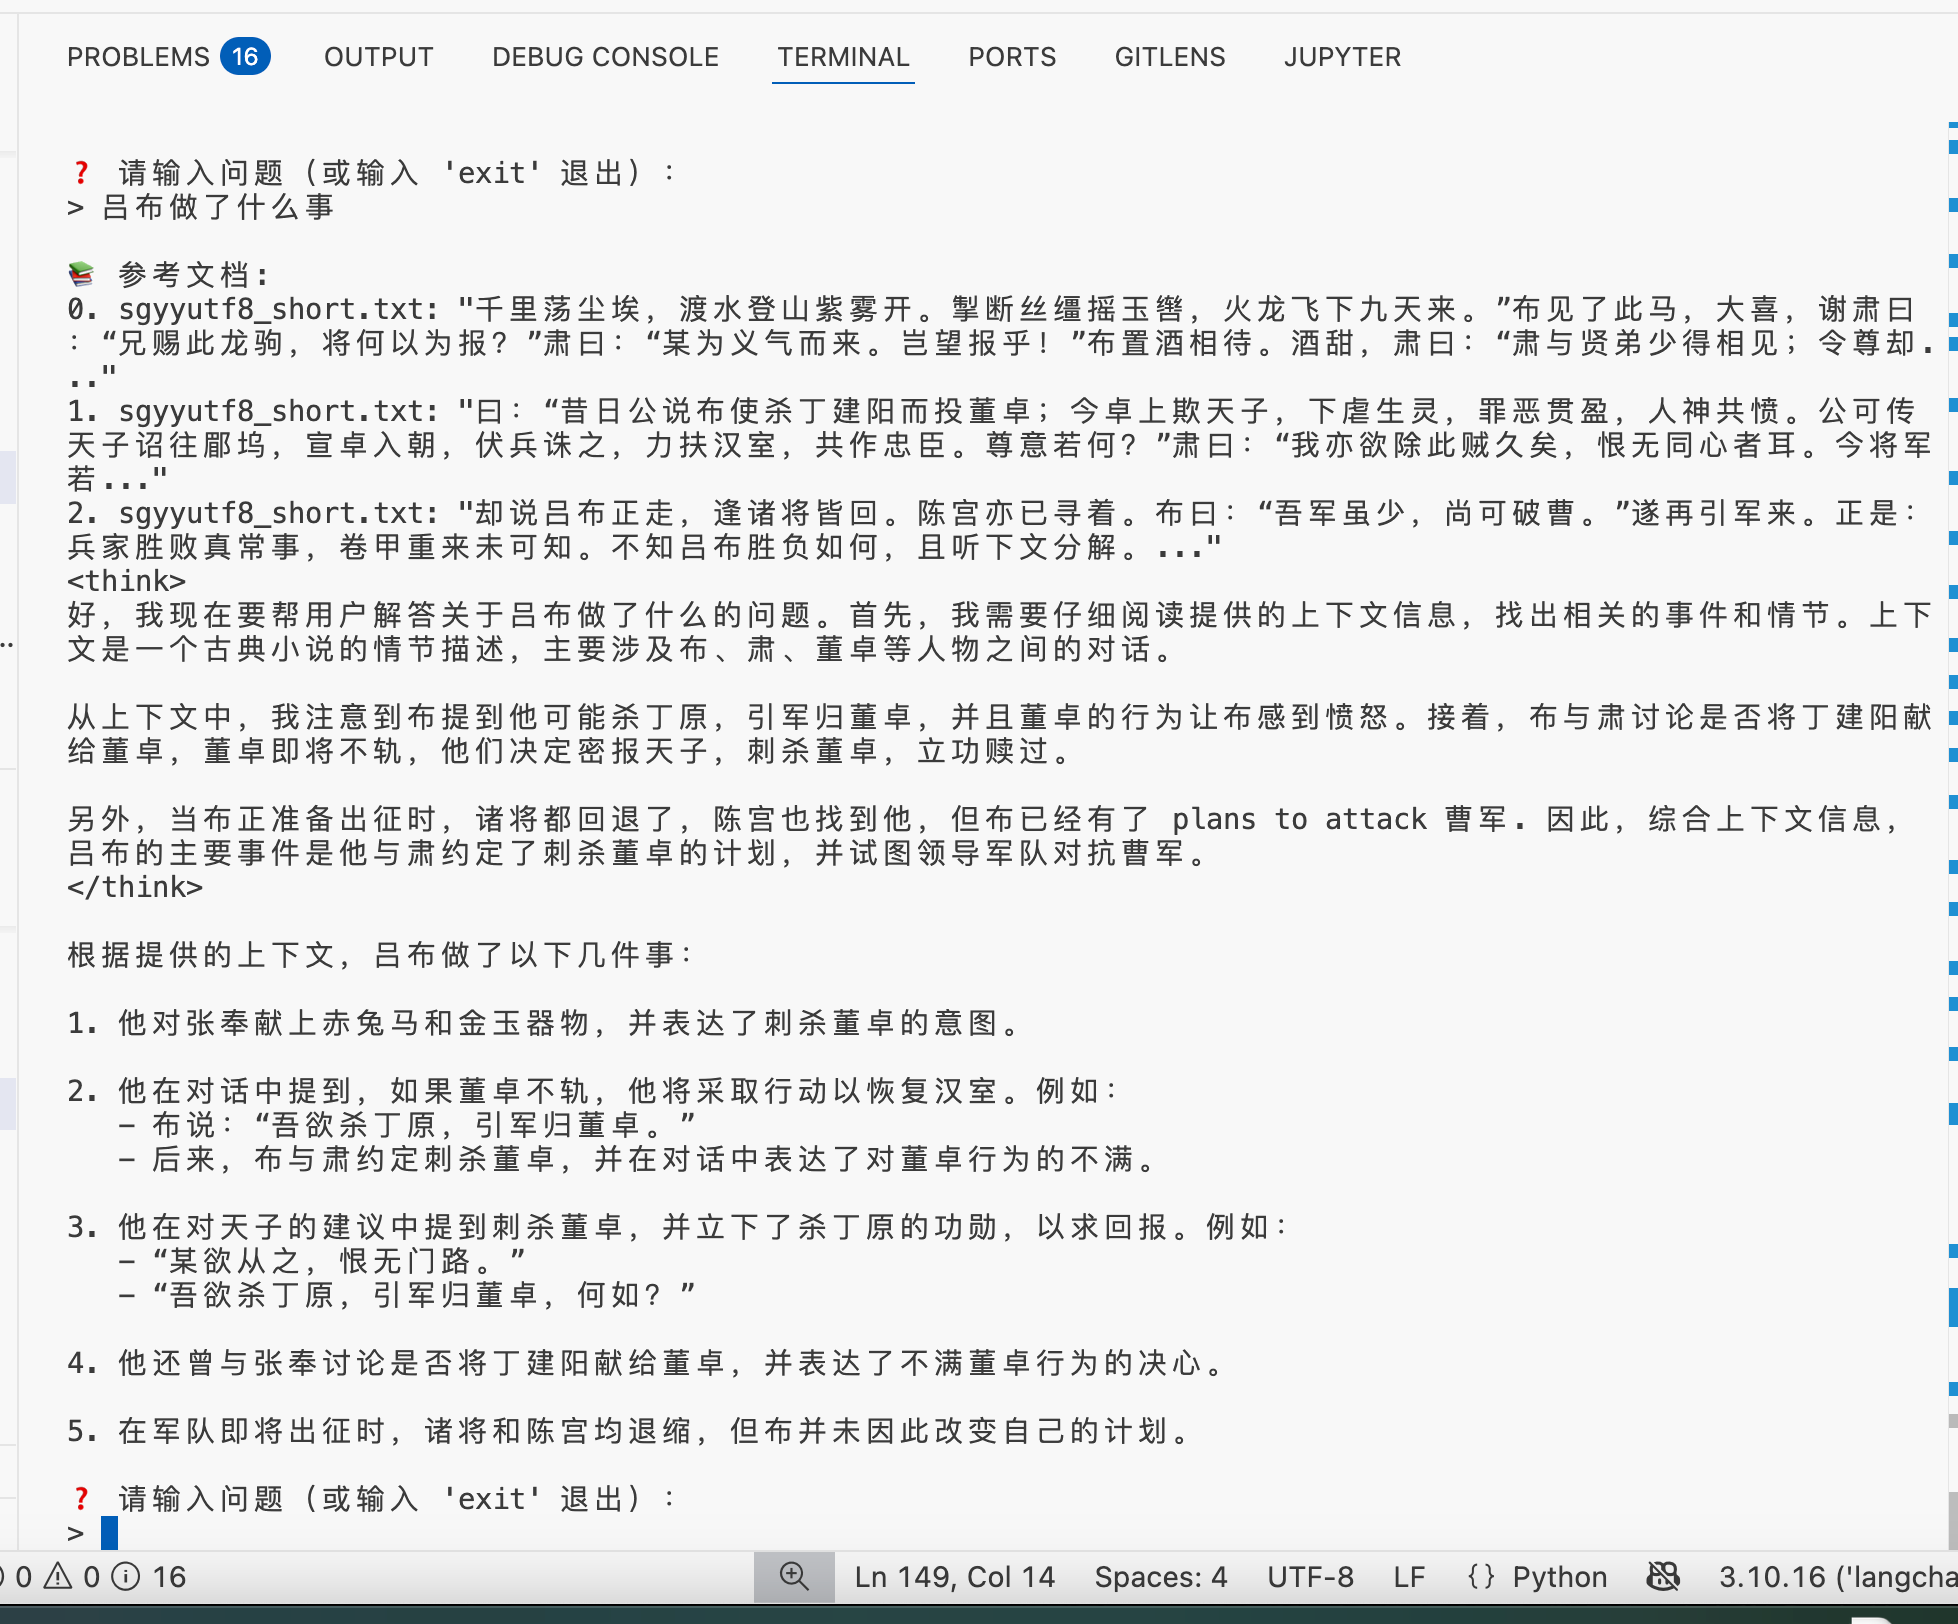 PROBLEMS 16 OUTPUT DEBUG CONSOLE TERMINAL PORTS GITLENS JUPYTER
? 请输入问题（或输入 'exit' 退出）：
> 吕布做了什么事
参考文档:
0. sgyyutf8_short.txt: "千里荡尘埃，渡水登山紫雾开。掣断丝缰摇玉辔，火龙飞下九天来。”布见了此马，大喜，谢肃曰
：“兄赐此龙驹，将何以为报？”肃曰：“某为义气而来。岂望报乎！”布置酒相待。酒甜，肃曰：“肃与贤弟少得相见；令尊却.
.."
1. sgyyutf8_short.txt: "曰：“昔日公说布使杀丁建阳而投董卓；今卓上欺天子，下虐生灵，罪恶贯盈，人神共愤。公可传
天子诏往郿坞，宣卓入朝，伏兵诛之，力扶汉室，共作忠臣。尊意若何？”肃曰：“我亦欲除此贼久矣，恨无同心者耳。今将军
若..."
2. sgyyutf8_short.txt: "却说吕布正走，逢诸将皆回。陈宫亦已寻着。布曰：“吾军虽少，尚可破曹。”遂再引军来。正是：
兵家胜败真常事，卷甲重来未可知。不知吕布胜负如何，且听下文分解。..."
<think>
好，我现在要帮用户解答关于吕布做了什么的问题。首先，我需要仔细阅读提供的上下文信息，找出相关的事件和情节。上下
文是一个古典小说的情节描述，主要涉及布、肃、董卓等人物之间的对话。
从上下文中，我注意到布提到他可能杀丁原，引军归董卓，并且董卓的行为让布感到愤怒。接着，布与肃讨论是否将丁建阳献
给董卓，董卓即将不轨，他们决定密报天子，刺杀董卓，立功赎过。
另外，当布正准备出征时，诸将都回退了，陈宫也找到他，但布已经有了 plans to attack 曹军. 因此，综合上下文信息，
吕布的主要事件是他与肃约定了刺杀董卓的计划，并试图领导军队对抗曹军。
</think>
根据提供的上下文，吕布做了以下几件事：
1. 他对张奉献上赤兔马和金玉器物，并表达了刺杀董卓的意图。
2. 他在对话中提到，如果董卓不轨，他将采取行动以恢复汉室。例如：
- 布说：“吾欲杀丁原，引军归董卓。”
- 后来，布与肃约定刺杀董卓，并在对话中表达了对董卓行为的不满。
3. 他在对天子的建议中提到刺杀董卓，并立下了杀丁原的功勋，以求回报。例如：
- “某欲从之，恨无门路。”
- “吾欲杀丁原，引军归董卓，何如？”
4. 他还曾与张奉讨论是否将丁建阳献给董卓，并表达了不满董卓行为的决心。
5. 在军队即将出征时，诸将和陈宫均退缩，但布并未因此改变自己的计划。
? 请输入问题（或输入 'exit' 退出）：
>
0 0 16 Ln 149, Col 14 Spaces: 4 UTF-8 LF {} Python 3.10.16 ('langcha